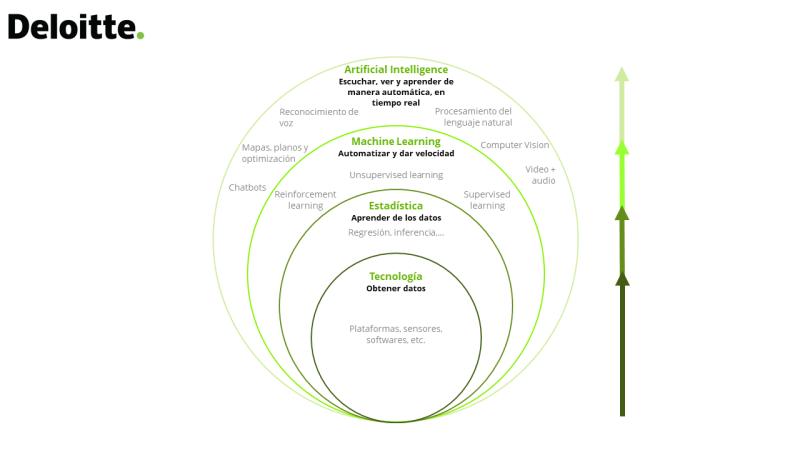 Deloitte.
Artificial Intelligence
Escuchar, ver y aprender de
manera automática, en
tiempo real
Reconocimiento de
voz
Procesamiento del
lenguaje natural
Machine Learning
Automatizar y dar velocidad
Mapas, planos y
optimización
Computer Vision
Unsupervised learning
Video +
audio
Chatbots
Reinforcement
learning
Supervised
learning
Estadística
Aprender de los datos
Regresión, inferencia,...
Tecnología
Obtener datos
Plataformas, sensores,
softwares, etc.